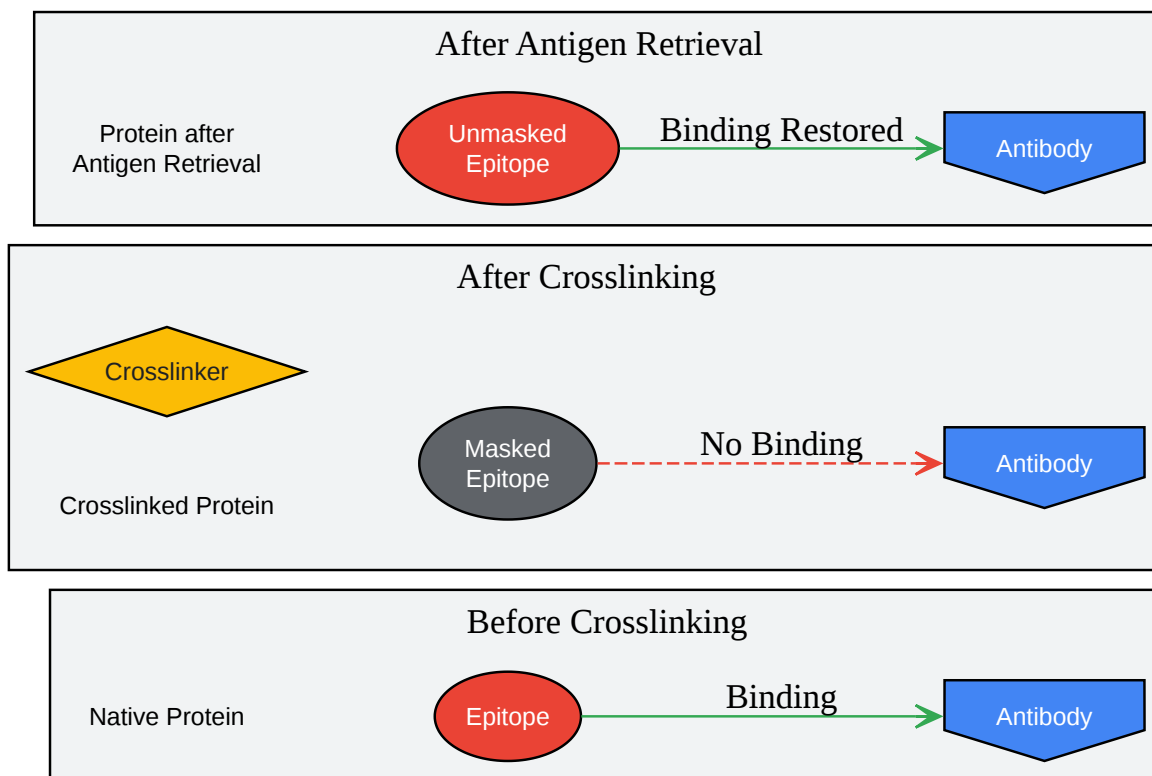 After Antigen Retrieval
Protein after
Antigen Retrieval
Unmasked
Epitope
Binding Restored
Antibody
After Crosslinking
Crosslinker
Masked
Epitope
No Binding
Antibody
Crosslinked Protein
Before Crosslinking
Native Protein
Epitope
Binding
Antibody